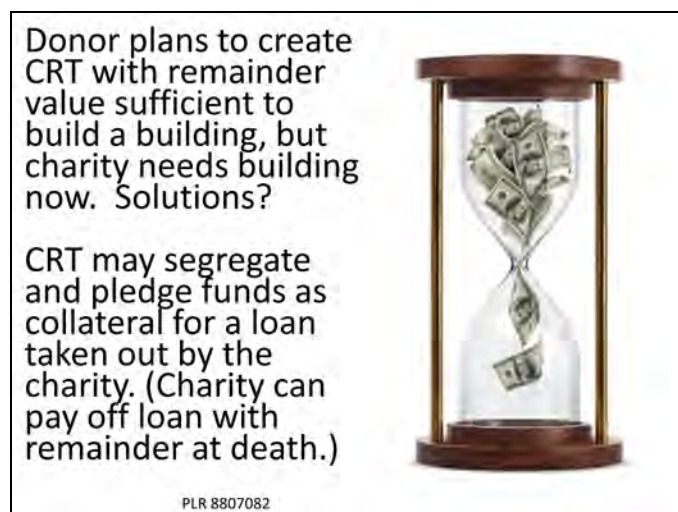 Donor plans to create
CRT with remainder
value sufficient to
build a building, but
charity needs building
now.  Solutions?
CRT may segregate
and pledge funds as
collateral for a loan
taken out by the
charity. (Charity can
pay off loan with
remainder at death.)
PLR 8807082